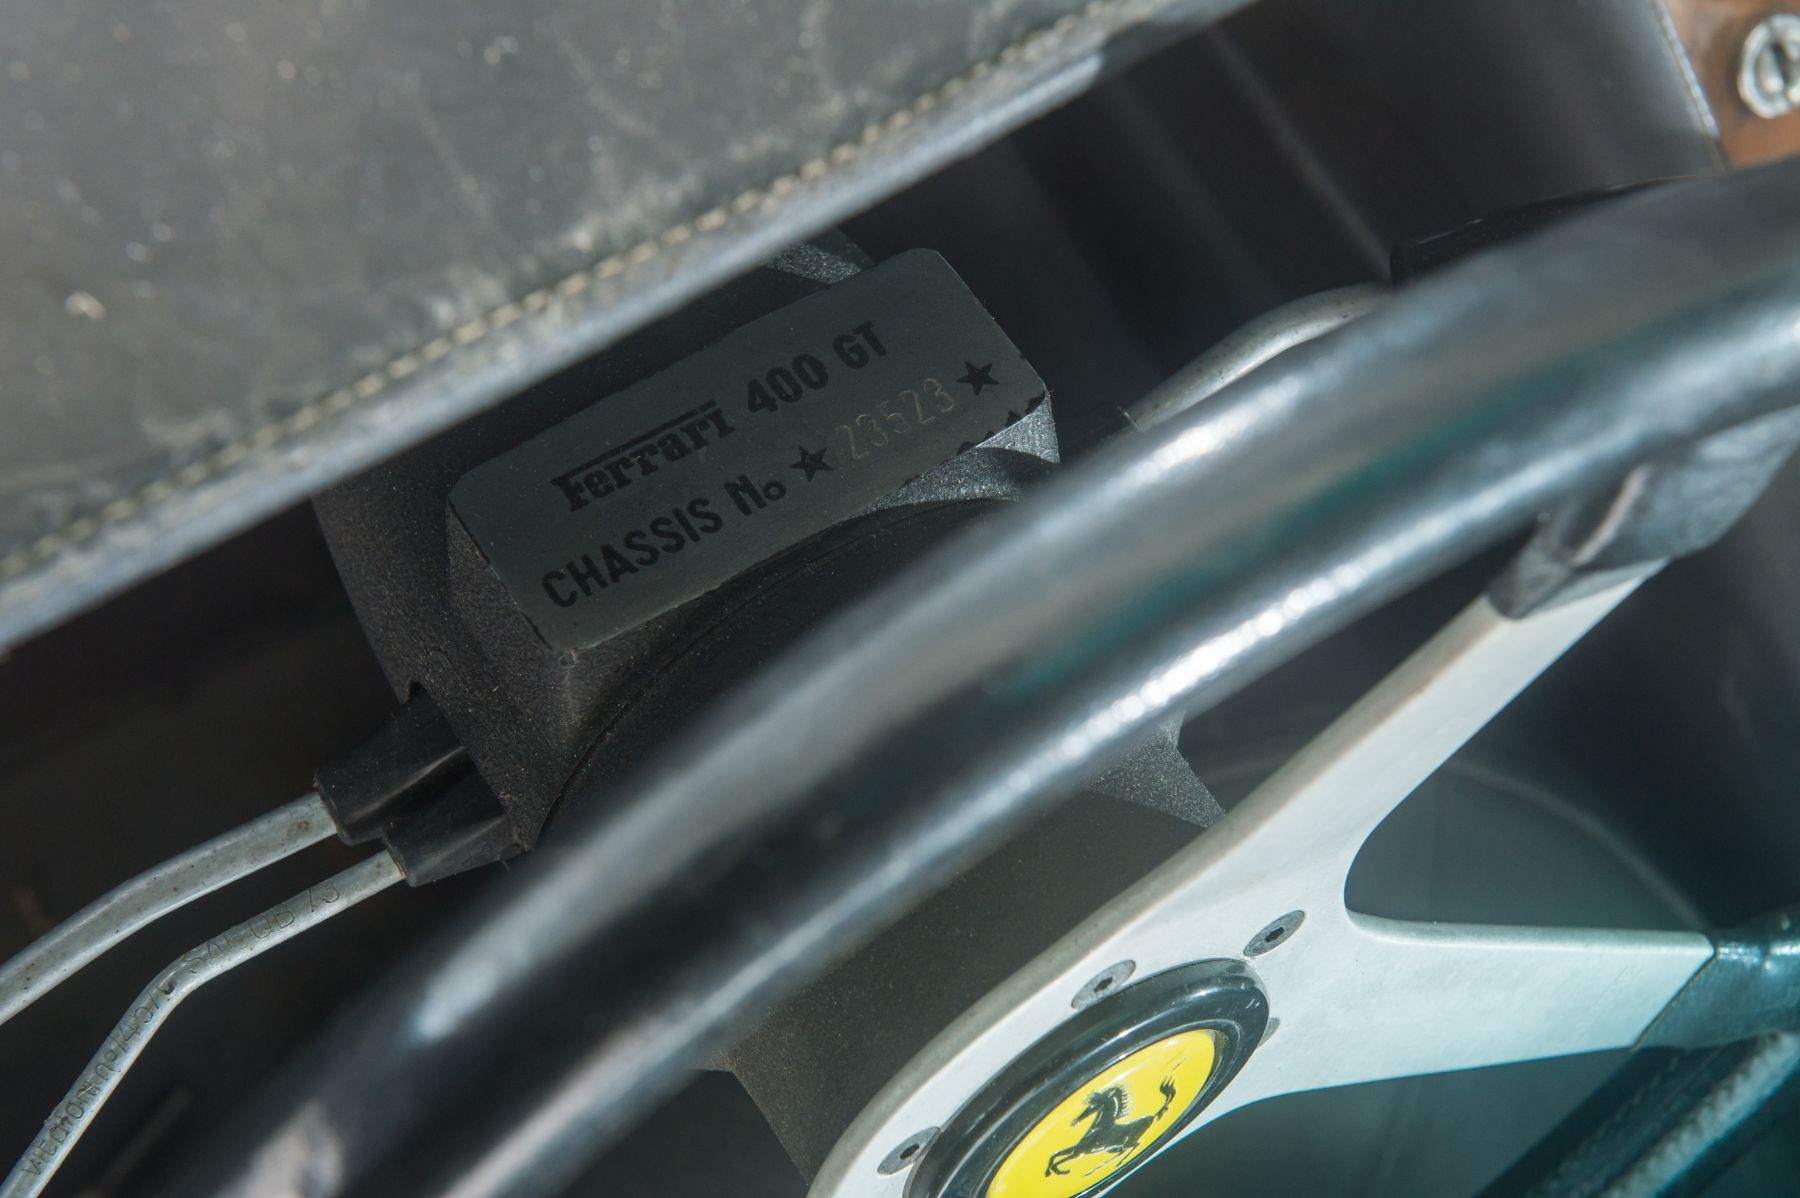 Ferrari 400 GT
CHASSIS No ★ 23523 ★